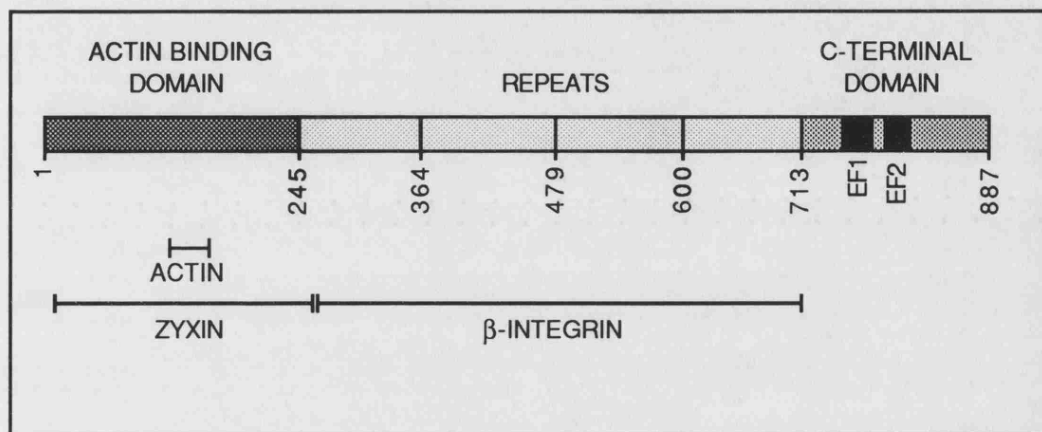 ACTIN BINDING
DOMAIN
REPEATS
C-TERMINAL
DOMAIN
1
245
364
479
600
713
EF1
EF2
887
ACTIN
ZYXIN
β-INTEGRIN